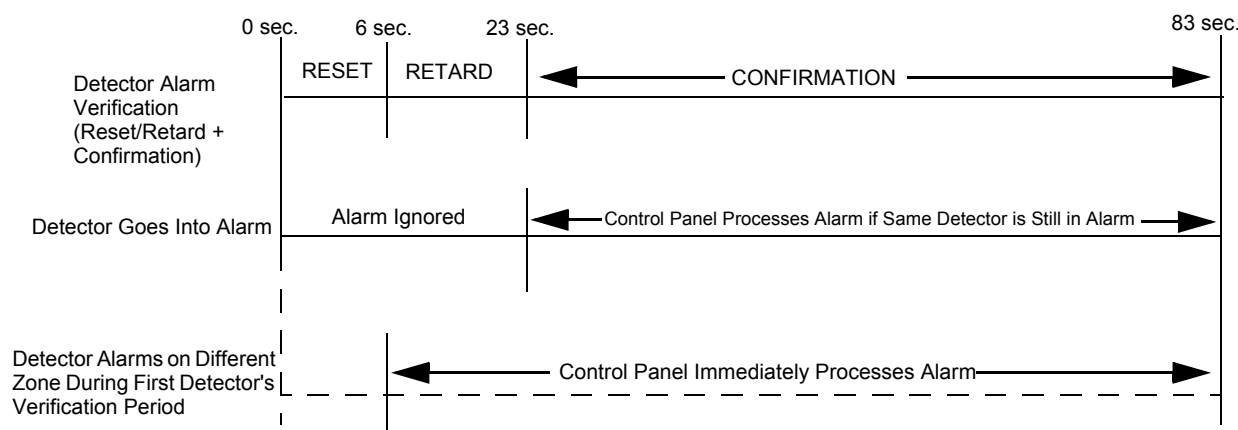 0 sec. 6 sec. 23 sec. 83 sec.
RESET RETARD CONFIRMATION
Detector Alarm
Verification
(Reset/Retard +
Confirmation)
Detector Goes Into Alarm Alarm Ignored Control Panel Processes Alarm if Same Detector is Still in Alarm
Detector Alarms on Different
Zone During First Detector's
Verification Period
Control Panel Immediately Processes Alarm